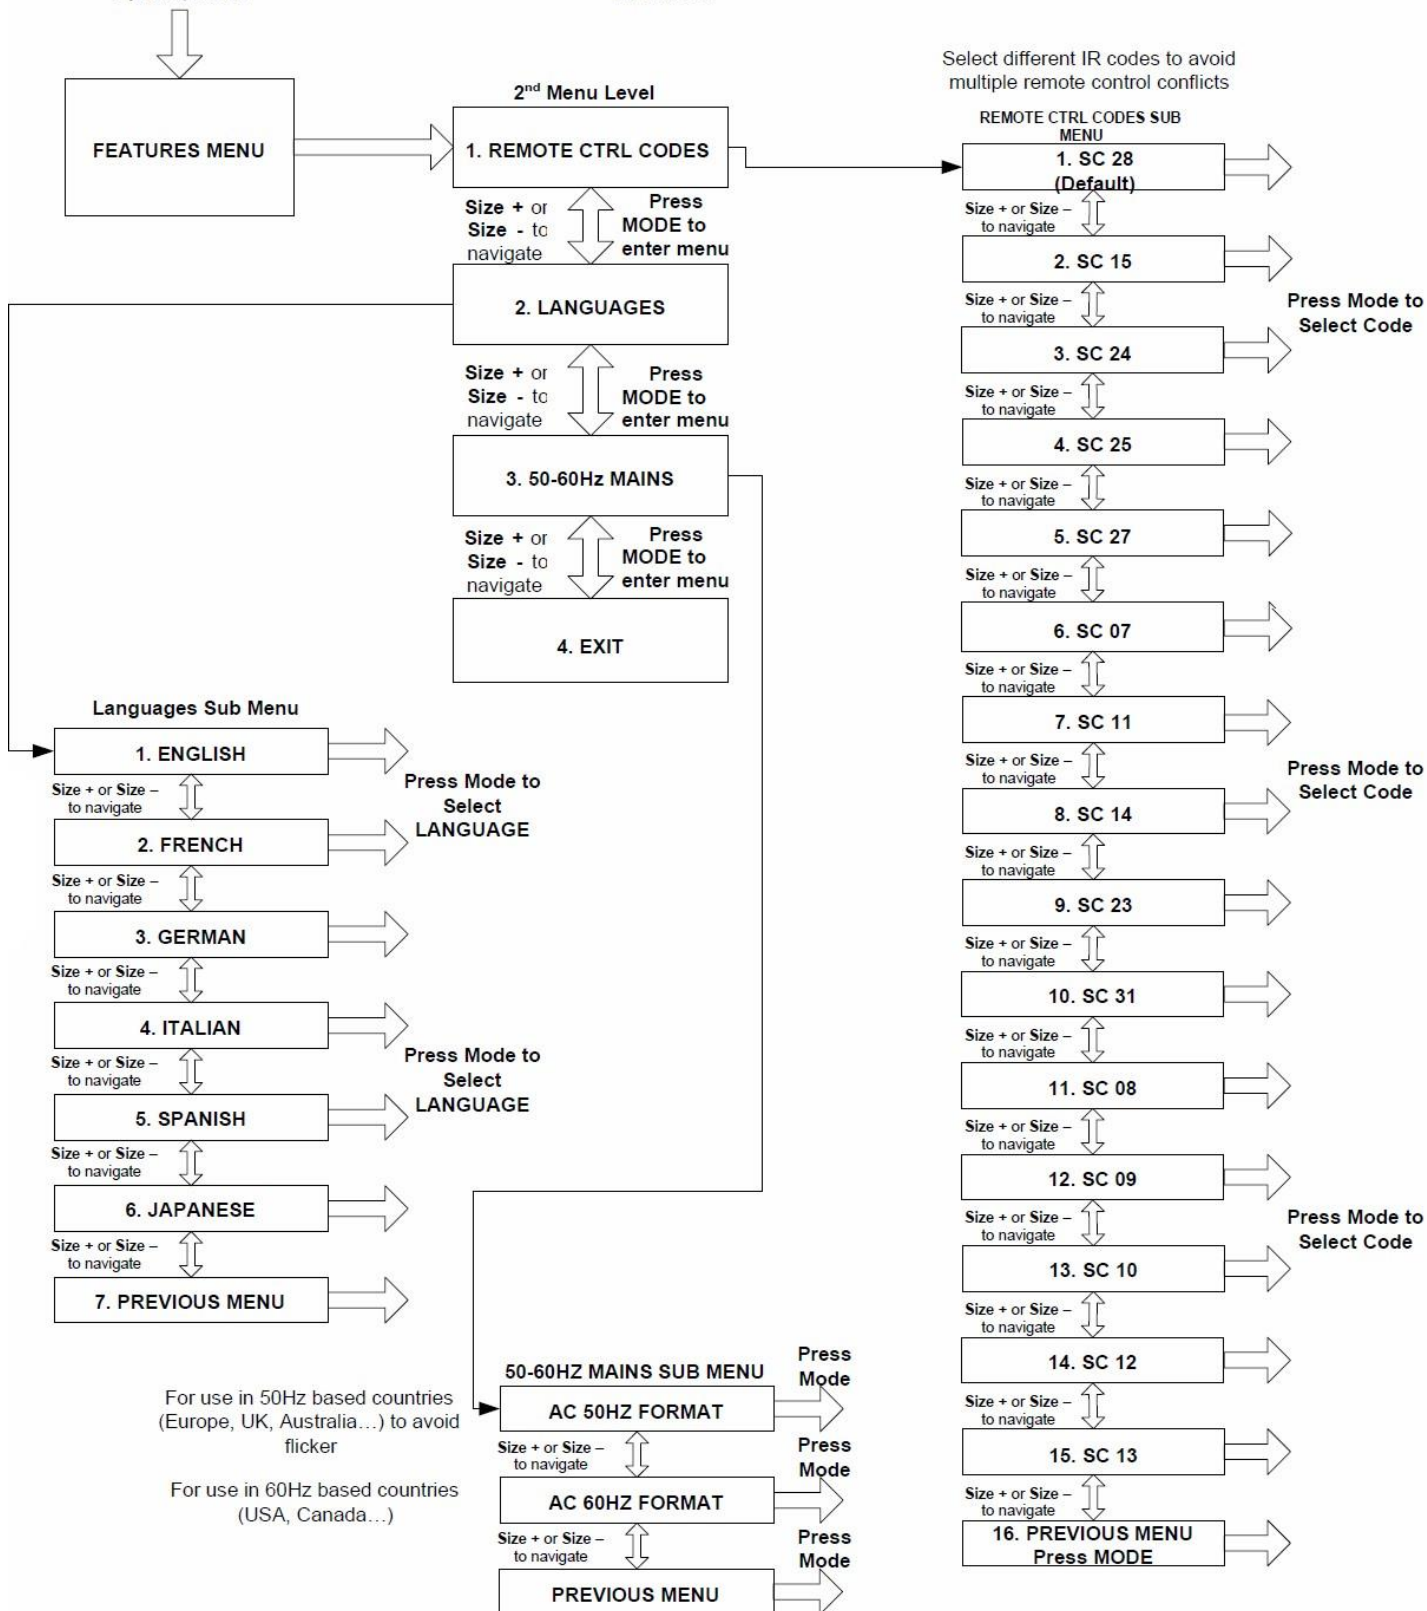 FEATURES MENU
2nd Menu Level
1. REMOTE CTRL CODES
Size + or
Size - to
navigate
Press
MODE to
enter menu
2. LANGUAGES
Size + or
Size - to
navigate
Press
MODE to
enter menu
3. 50-60Hz MAINS
Size + or
Size - to
navigate
Press
MODE to
enter menu
4. EXIT
Languages Sub Menu
1. ENGLISH
Size + or Size –
to navigate
Press Mode to
Select
LANGUAGE
2. FRENCH
Size + or Size –
to navigate
3. GERMAN
Size + or Size –
to navigate
4. ITALIAN
Size + or Size –
to navigate
Press Mode to
Select
LANGUAGE
5. SPANISH
Size + or Size –
to navigate
6. JAPANESE
Size + or Size –
to navigate
7. PREVIOUS MENU
For use in 50Hz based countries
(Europe, UK, Australia…) to avoid
flicker
For use in 60Hz based countries
(USA, Canada…)
50-60HZ MAINS SUB MENU
Press
Mode
AC 50HZ FORMAT
Size + or Size –
to navigate
Press
Mode
AC 60HZ FORMAT
Size + or Size –
to navigate
Press
Mode
PREVIOUS MENU
Select different IR codes to avoid
multiple remote control conflicts
REMOTE CTRL CODES SUB
MENU
1. SC 28
(Default)
Size + or Size –
to navigate
2. SC 15
Size + or Size –
to navigate
Press Mode to
Select Code
3. SC 24
Size + or Size –
to navigate
4. SC 25
Size + or Size –
to navigate
5. SC 27
Size + or Size –
to navigate
6. SC 07
Size + or Size –
to navigate
7. SC 11
Size + or Size –
to navigate
Press Mode to
Select Code
8. SC 14
Size + or Size –
to navigate
9. SC 23
Size + or Size –
to navigate
10. SC 31
Size + or Size –
to navigate
11. SC 08
Size + or Size –
to navigate
12. SC 09
Size + or Size –
to navigate
Press Mode to
Select Code
13. SC 10
Size + or Size –
to navigate
14. SC 12
Size + or Size –
to navigate
15. SC 13
Size + or Size –
to navigate
16. PREVIOUS MENU
Press MODE